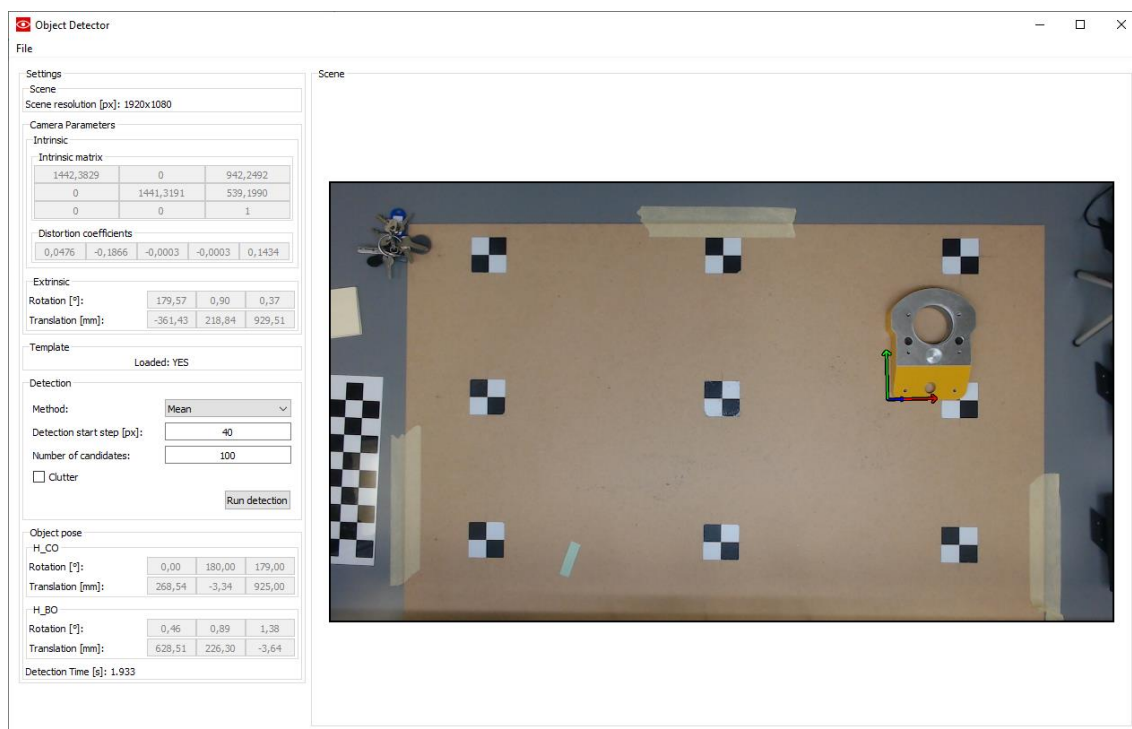 Object Detector
File
Settings
Scene
Scene resolution [px]: 1920x1080
Camera Parameters
Intrinsic
Intrinsic matrix
1442,3829 0 942,2492
0 1441,3191 539,1990
0 0 1
Distortion coefficients
0,0476 -0,1866 -0,0003 -0,0003 0,1434
Extrinsic
Rotation [º]: 179,57 0,90 0,37
Translation [mm]: -361,43 218,84 929,51
Template
Loaded: YES
Detection
Method: Mean
Detection start step [px]: 40
Number of candidates: 100
Clutter
Run detection
Object pose
H_CO
Rotation [º]: 0,00 180,00 179,00
Translation [mm]: 268,54 -3,34 925,00
H_BO
Rotation [º]: 0,46 0,89 1,38
Translation [mm]: 628,51 226,30 -3,64
Detection Time [s]: 1.933
Scene